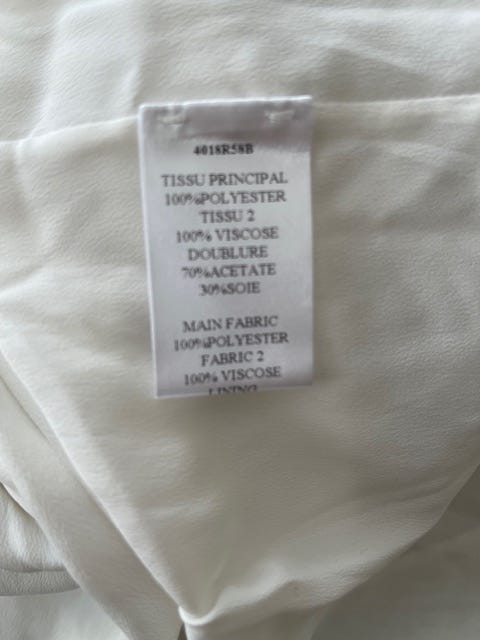 4018R58B
TISSU PRINCIPAL
100%POLYESTER
TISSU 2
100% VISCOSE
DOUBLURE
70%ACETATE
30%SOIE
MAIN FABRIC
100%POLYESTER
FABRIC 2
100% VISCOSE
LINING